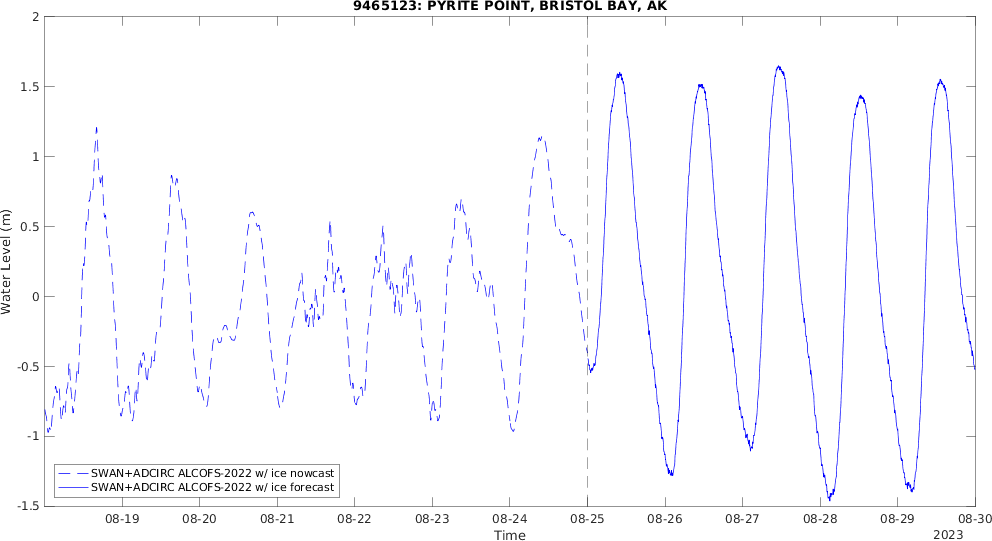 9465123: PYRITE POINT, BRISTOL BAY, AK
2
1.5
1
0.5
0
-0.5
-1
-1.5
Water Level (m)
SWAN+ADCIRC ALCOFS-2022 w/ ice nowcast
SWAN+ADCIRC ALCOFS-2022 w/ ice forecast
08-19 08-20 08-21 08-22 08-23 08-24 08-25 08-26 08-27 08-28 08-29 08-30
Time
2023